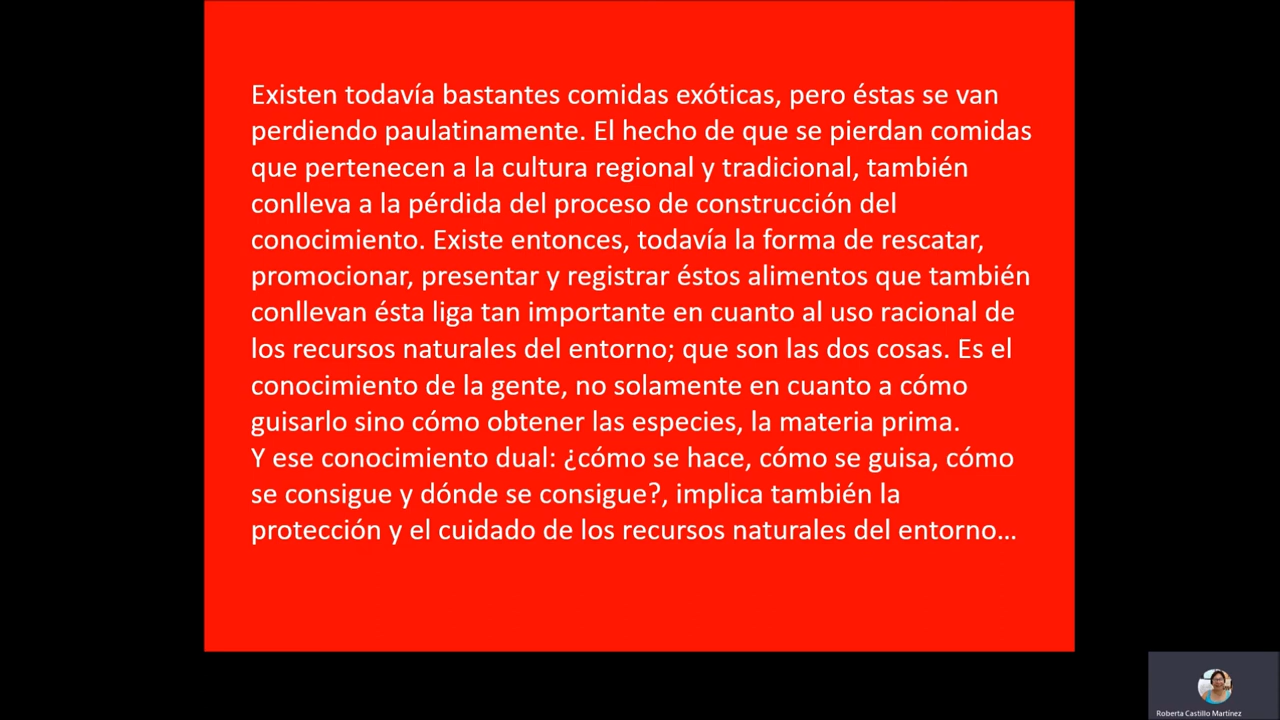 Existen todavía bastantes comidas exóticas, pero éstas se van
perdiendo paulatinamente. El hecho de que se pierdan comidas
que pertenecen a la cultura regional y tradicional, también
conlleva a la pérdida del proceso de construcción del
conocimiento. Existe entonces, todavía la forma de rescatar,
promocionar, presentar y registrar éstos alimentos que también
conllevan ésta liga tan importante en cuanto al uso racional de
los recursos naturales del entorno; que son las dos cosas. Es el
conocimiento de la gente, no solamente en cuanto a cómo
guisarlo sino cómo obtener las especies, la materia prima.
Y ese conocimiento dual: ¿cómo se hace, cómo se guisa, cómo
se consigue y dónde se consigue?, implica también la
protección y el cuidado de los recursos naturales del entorno…
Roberta Castillo Martínez